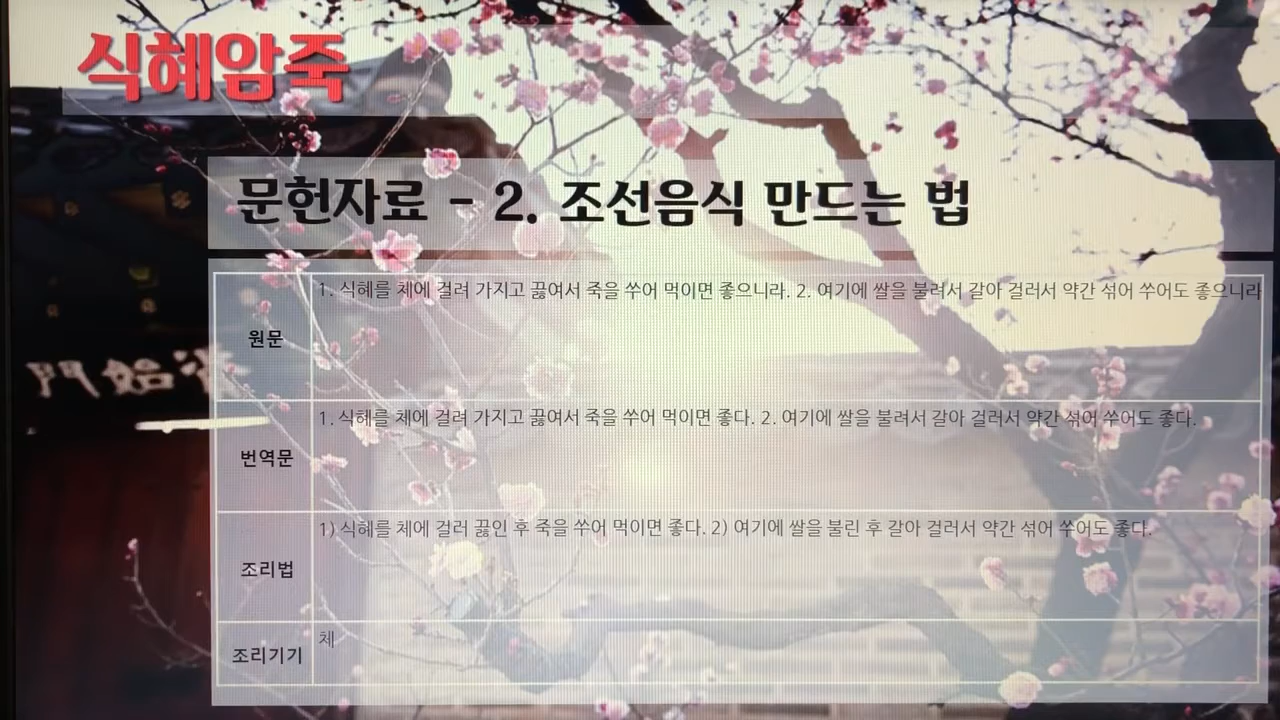 식혜암죽
문헌자료 - 2. 조선음식 만드는 법
원문
1. 식혜를 체에 걸려 가지고 끓여서 죽을 쑤어 먹이면 좋으니라. 2. 여기에 쌀을 불려서 갈아 걸러서 약간 섞어 쑤어도 좋으니라
번역문
1. 식혜를 체에 걸려 가지고 끓여서 죽을 쑤어 먹이면 좋다. 2. 여기에 쌀을 불려서 갈아 걸러서 약간 섞어 쑤어도 좋다.
조리법
1) 식혜를 체에 걸러 끓인 후 죽을 쑤어 먹이면 좋다. 2) 여기에 쌀을 불린 후 갈아 걸러서 약간 섞어 쑤어도 좋다.
조리기기
체
門始